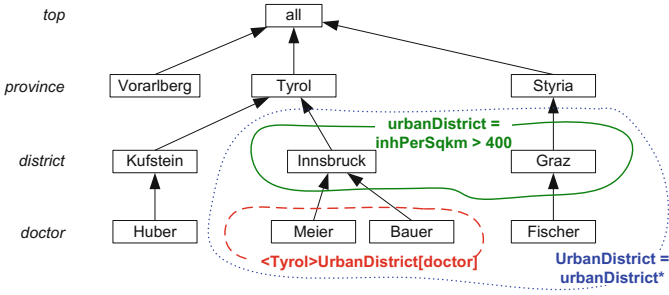 top all
province Vorarlberg Tyrol Styria
urbanDistrict =
inhPerSqkm > 400
district Kufstein Innsbruck Graz
doctor Huber Meier Bauer Fischer
<Tyrol>UrbanDistrict[doctor]
UrbanDistrict =
urbanDistrict*